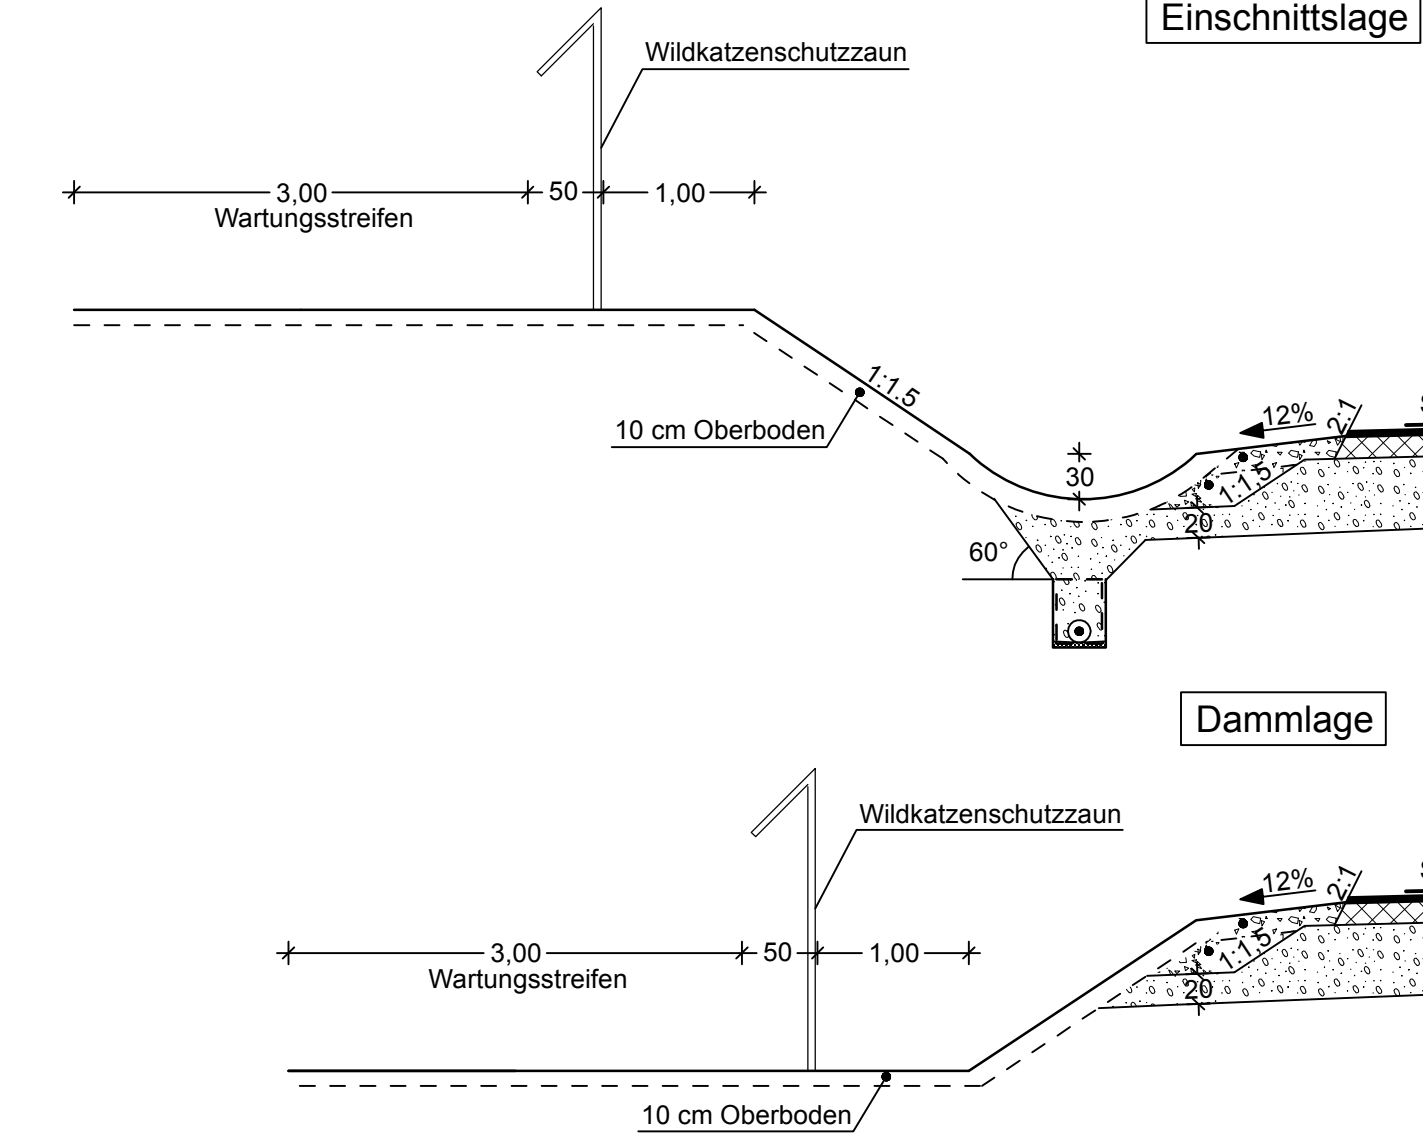 Einschnittslage
Wildkatzenschutzzaun
3,00
50
1,00
Wartungsstreifen
1:1.5
10 cm Oberboden
12%
2:1
30
1:1.5
20
60°
Dammlage
Wildkatzenschutzzaun
12%
2:1
3,00
50
1,00
Wartungsstreifen
1:1.5
20
10 cm Oberboden